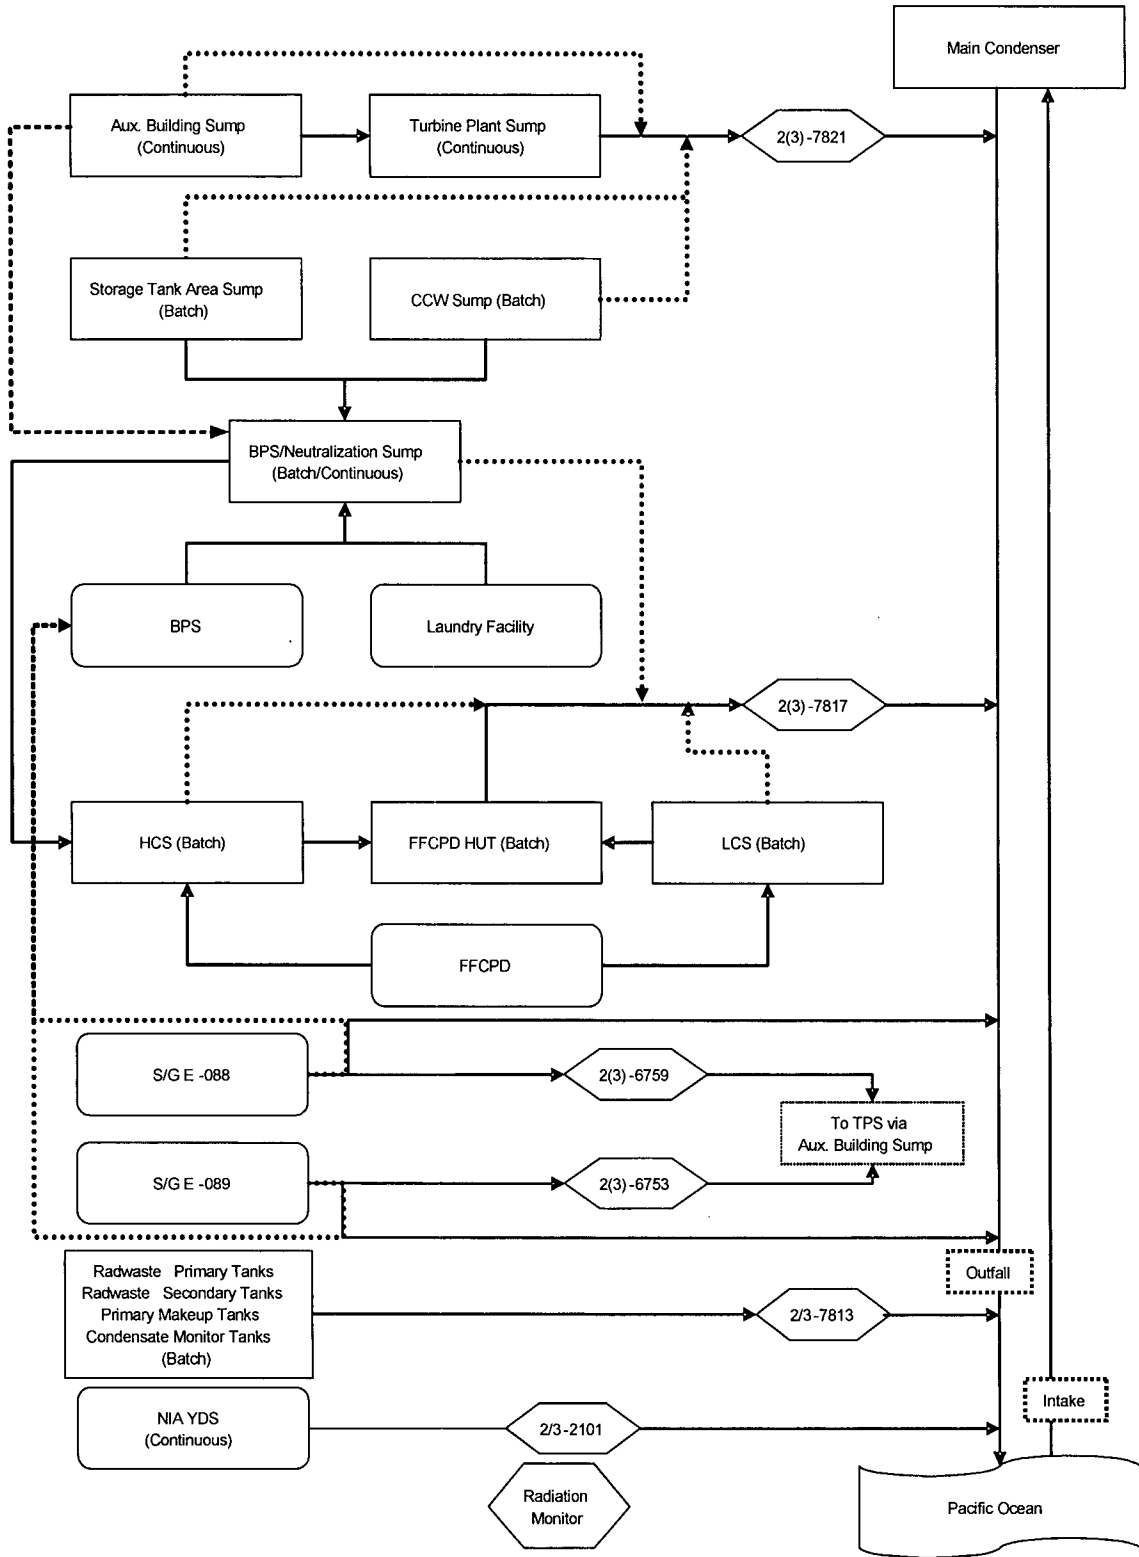 Main Condenser
Aux. Building Sump
(Continuous)
Turbine Plant Sump
(Continuous)
2(3)-7821
Storage Tank Area Sump
(Batch)
CCW Sump (Batch)
BPS/Neutralization Sump
(Batch/Continuous)
BPS
Laundry Facility
2(3)-7817
HCS (Batch)
FFCPD HUT (Batch)
LCS (Batch)
FFCPD
S/G E-088
2(3)-6759
To TPS via
Aux. Building Sump
S/G E-089
2(3)-6753
Radwaste Primary Tanks
Radwaste Secondary Tanks
Primary Makeup Tanks
Condensate Monitor Tanks
(Batch)
Outfall
2/3-7813
Intake
NIA YDS
(Continuous)
2/3-2101
Radiation
Monitor
Pacific Ocean